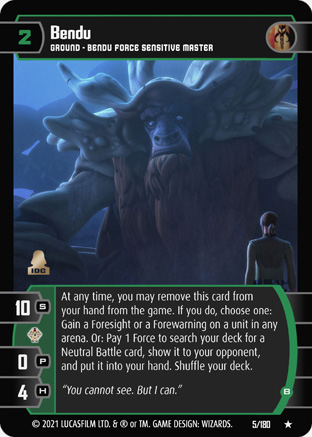 2
Bendu
GROUND - BENDU FORCE SENSITIVE MASTER
IDC
10 S
0 P
4 H
At any time, you may remove this card from
your hand from the game. If you do, choose one:
Gain a Foresight or a Forewarning on a unit in any
arena. Or: Pay 1 Force to search your deck for a
Neutral Battle card, show it to your opponent,
and put it into your hand. Shuffle your deck.
"You cannot see. But I can."
B
© 2021 LUCASFILM LTD. & ® or TM. GAME DESIGN: WIZARDS. 5/180 ★